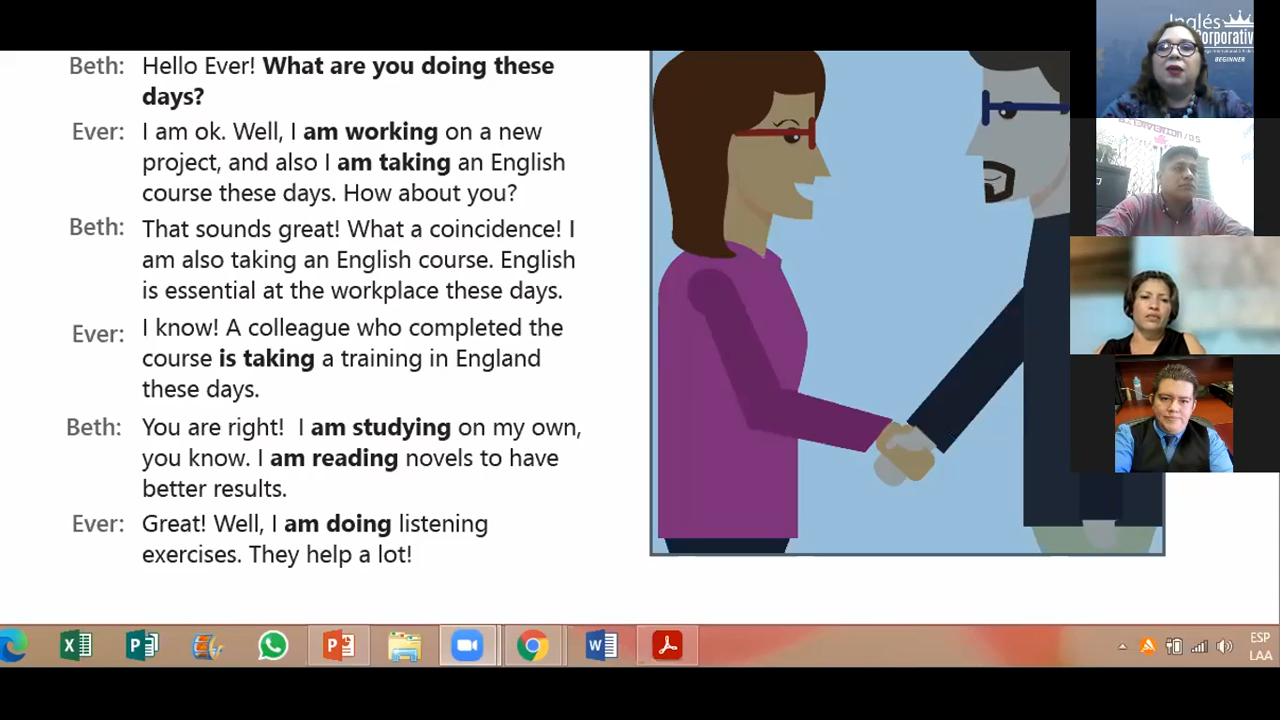 Beth: Hello Ever! What are you doing these
days?
Ever: I am ok. Well, I am working on a new
project, and also I am taking an English
course these days. How about you?
Beth: That sounds great! What a coincidence! I
am also taking an English course. English
is essential at the workplace these days.
Ever: I know! A colleague who completed the
course is taking a training in England
these days.
Beth: You are right! I am studying on my own,
you know. I am reading novels to have
better results.
Ever: Great! Well, I am doing listening
exercises. They help a lot!
Inglés
BEGINNER
ESP
LAA